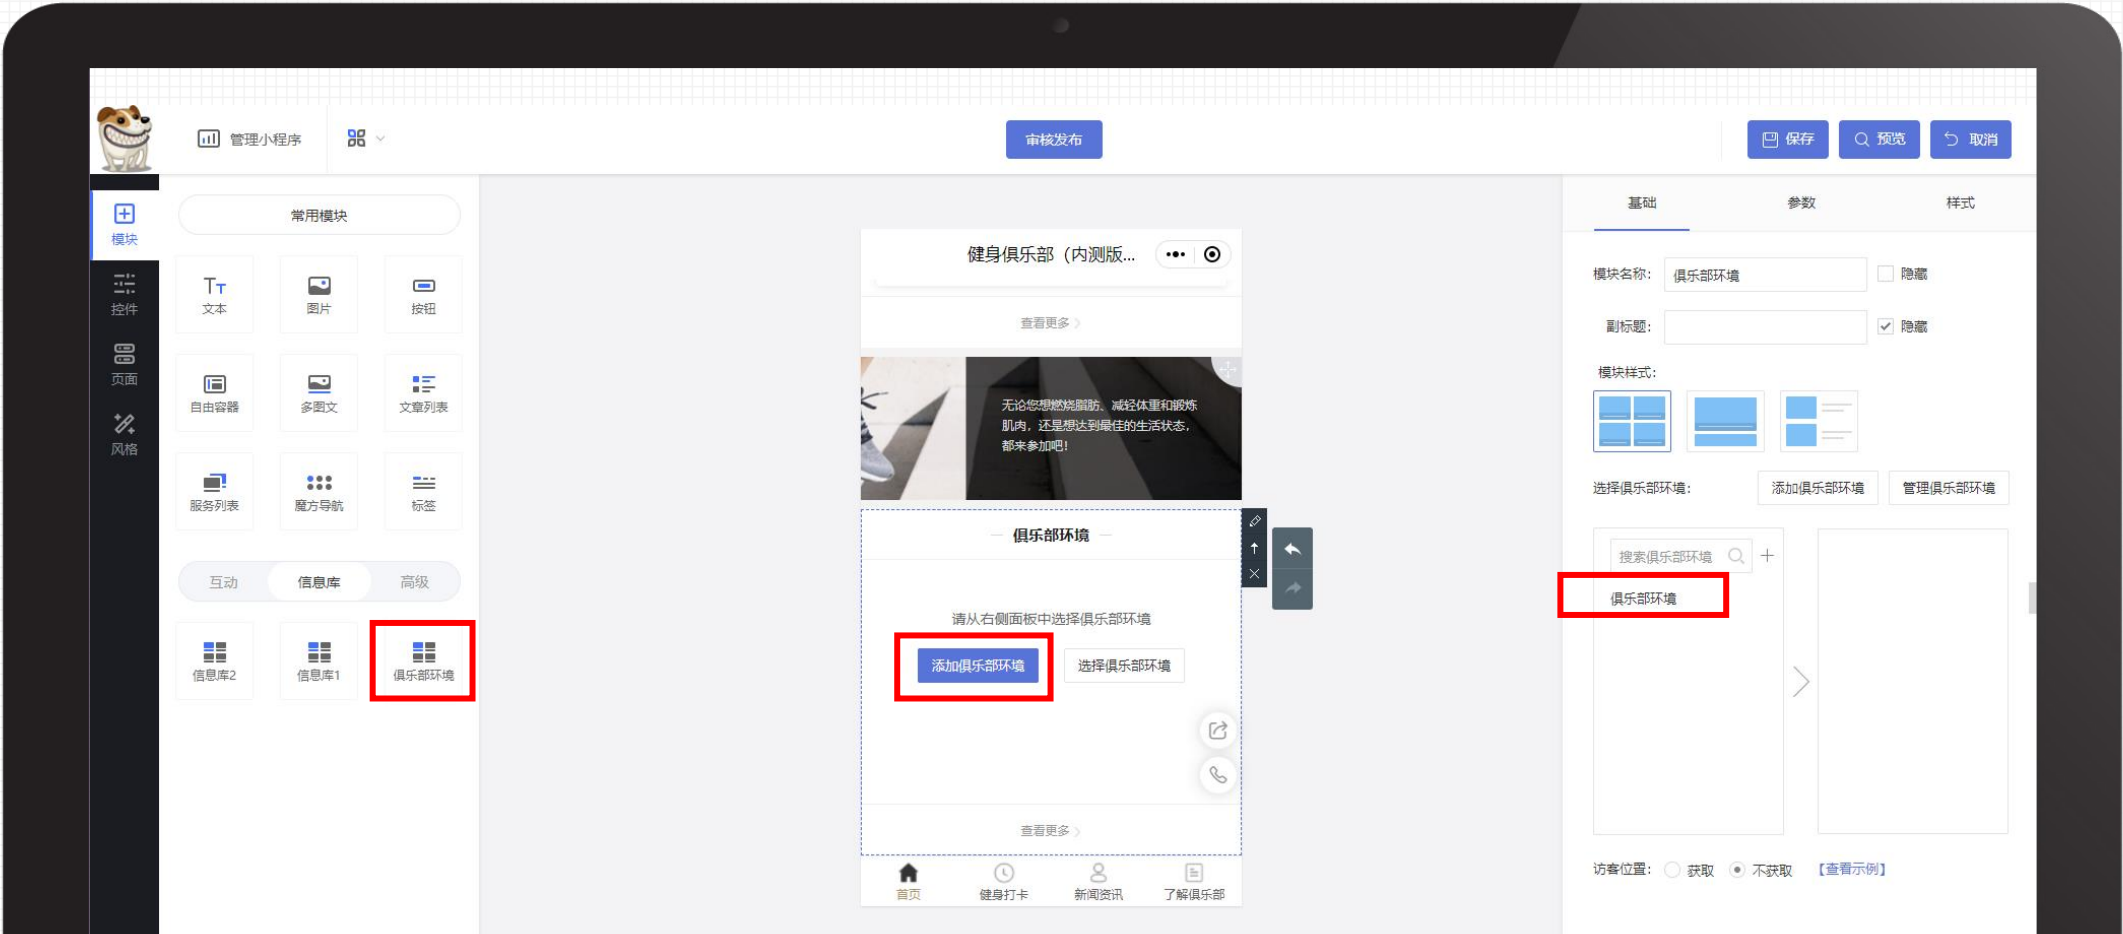 管理小程序
审核发布
保存
预览
取消
模块
控件
页面
风格
常用模块
文本
图片
按钮
自由容器
多图文
文章列表
服务列表
魔方导航
标签
互动
信息库
高级
信息库2
信息库1
俱乐部环境
健身俱乐部（内测版...
查看更多
无论您想燃烧脂肪、减轻体重和锻炼
肌肉，还是想达到最佳的生活状态，
都来参加吧！
俱乐部环境
请从右侧面板中选择俱乐部环境
添加俱乐部环境
选择俱乐部环境
查看更多
首页
健身打卡
新闻资讯
了解俱乐部
基础
参数
样式
模块名称：
俱乐部环境
隐藏
副标题：
隐藏
模块样式：
选择俱乐部环境：
添加俱乐部环境
管理俱乐部环境
搜索俱乐部环境
俱乐部环境
访客位置：
获取
不获取
【查看示例】